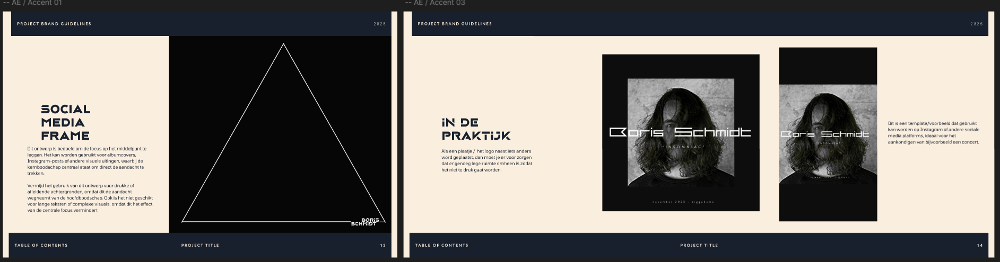 -- AE / Accent 01
PROJECT BRAND GUIDELINES
2025
SOCIAL
MEDIA
FRAME
Dit ontwerp is bedoeld om de focus op het middelpunt te
leggen. Het kan worden gebruikt voor albumcovers,
Instagram-posts of andere visuele uitingen, waarbij de
kernboodschap centraal staat om direct de aandacht te
trekken.
Vermijd het gebruik van dit ontwerp voor drukke of
afleidende achtergronden, omdat dit de aandacht
wegneemt van de hoofdboodschap. Ook is het niet geschikt
voor lange teksten of complexe visuals, omdat dit het effect
van de centrale focus vermindert
BORIS
SCHMIDT
TABLE OF CONTENTS
PROJECT TITLE
13
-- AE / Accent 03
PROJECT BRAND GUIDELINES
2025
IN DE
PRAKTIJK
Als een plaatje / het logo naast iets anders
word geplaatst, dan moet je er voor zorgen
dat er genoeg lege ruimte omheen is zodat
het niet te druk gaat worden.
Boris Schmidt
"INSOMNIAC"
november 2025 - ziggodome
Boris Schmidt
"INSOMNIAC"
Dit is een template/voorbeeld dat gebruikt
kan worden op Instagram of andere sociale
media platforms, ideaal voor het
aankondigen van bijvoorbeeld een concert.
TABLE OF CONTENTS
PROJECT TITLE
14